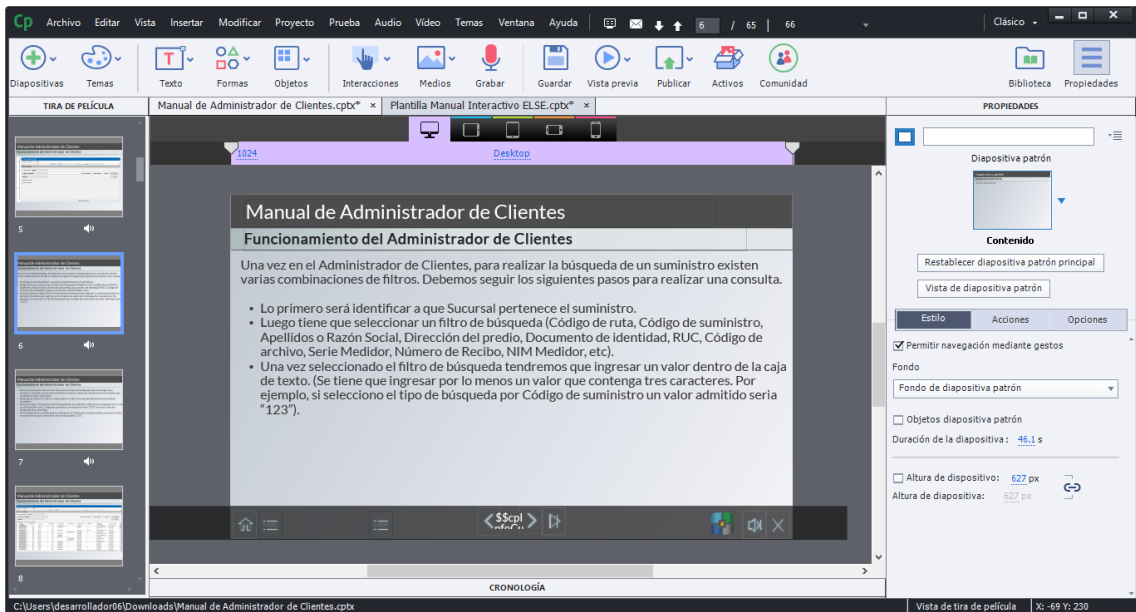 Cp Archivo Editar Vista Insertar Modificar Proyecto Prueba Audio Vídeo Temas Ventana Ayuda 6 / 65 66 Clásico
Diapositivas Temas Texto Formas Objetos Interacciones Medios Grabar Guardar Vista previa Publicar Activos Comunidad Biblioteca Propiedades
TIRA DE PELÍCULA
Manual de Administrador de Clientes.cptx* × Plantilla Manual Interactivo ELSE.cptx* ×
PROPIEDADES
1024 Desktop
5
6
7
8
Manual de Administrador de Clientes
Funcionamiento del Administrador de Clientes
Una vez en el Administrador de Clientes, para realizar la búsqueda de un suministro existen
varias combinaciones de filtros. Debemos seguir los siguientes pasos para realizar una consulta.
• Lo primero será identificar a que Sucursal pertenece el suministro.
• Luego tiene que seleccionar un filtro de búsqueda (Código de ruta, Código de suministro,
Apellidos o Razón Social, Dirección del predio, Documento de identidad, RUC, Código de
archivo, Serie Medidor, Número de Recibo, NIM Medidor, etc).
• Una vez seleccionado el filtro de búsqueda tendremos que ingresar un valor dentro de la caja
de texto. (Se tiene que ingresar por lo menos un valor que contenga tres caracteres. Por
ejemplo, si selecciono el tipo de búsqueda por Código de suministro un valor admitido seria
“123”).
$$cpI
CRONOLOGÍA
Diapositiva patrón
Contenido
Restablecer diapositiva patrón principal
Vista de diapositiva patrón
Estilo Acciones Opciones
Permitir navegación mediante gestos
Fondo
Fondo de diapositiva patrón
Objetos diapositiva patrón
Duración de la diapositiva : 46.1 s
Altura de dispositivo: 627 px
Altura de diapositiva: 627 px
C:\Users\desarrollador06\Downloads\Manual de Administrador de Clientes.cptx
Vista de tira de película X: -69 Y: 230